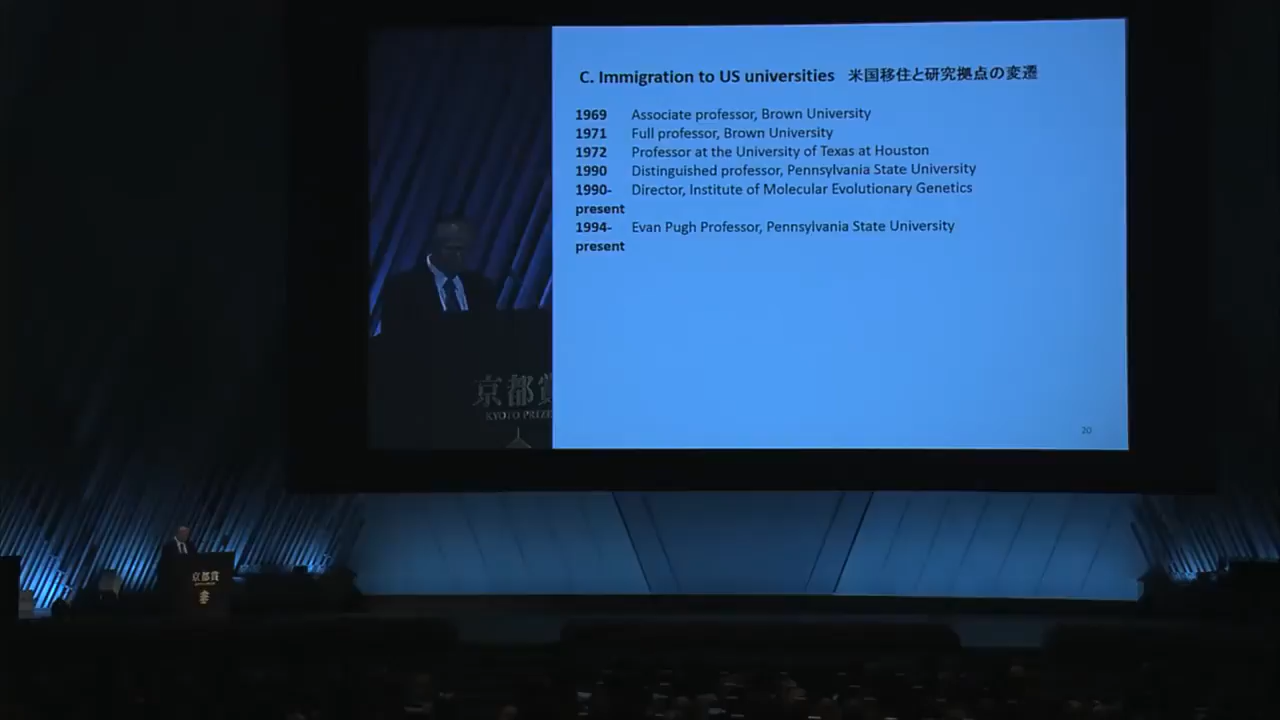 C. Immigration to US universities 米国移住と研究拠点の変遷
1969 Associate professor, Brown University
1971 Full professor, Brown University
1972 Professor at the University of Texas at Houston
1990 Distinguished professor, Pennsylvania State University
1990- Director, Institute of Molecular Evolutionary Genetics
present
1994- Evan Pugh Professor, Pennsylvania State University
present
20
京都賞
KYOTO PRIZE
京都賞